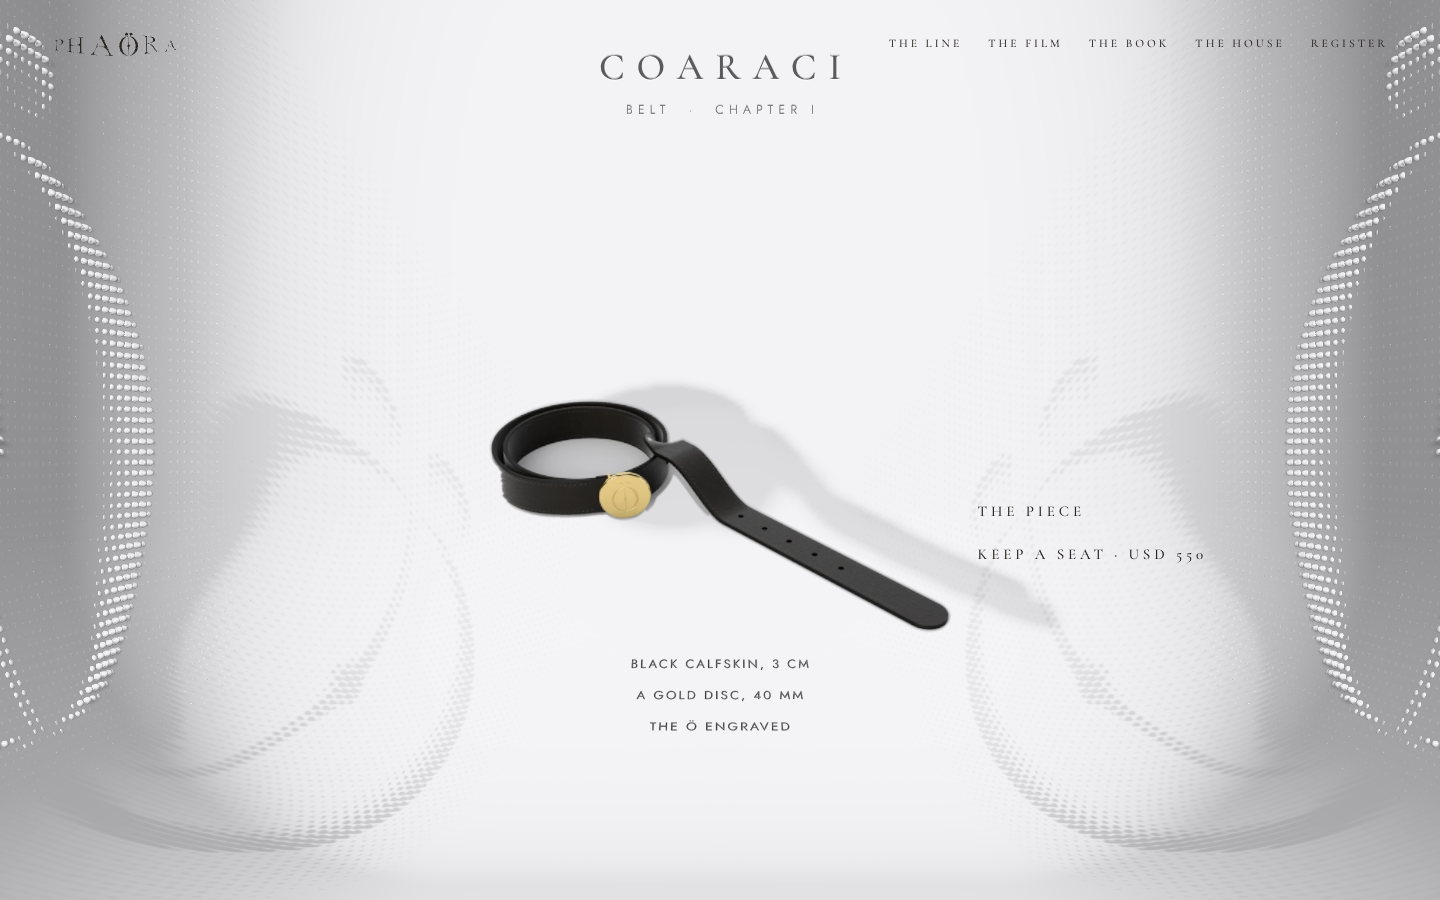 PHAÖRA
THE LINE THE FILM THE BOOK THE HOUSE REGISTER
COARACI
BELT · CHAPTER I
THE PIECE
KEEP A SEAT · USD 550
BLACK CALFSKIN, 3 CM
A GOLD DISC, 40 MM
THE Ö ENGRAVED